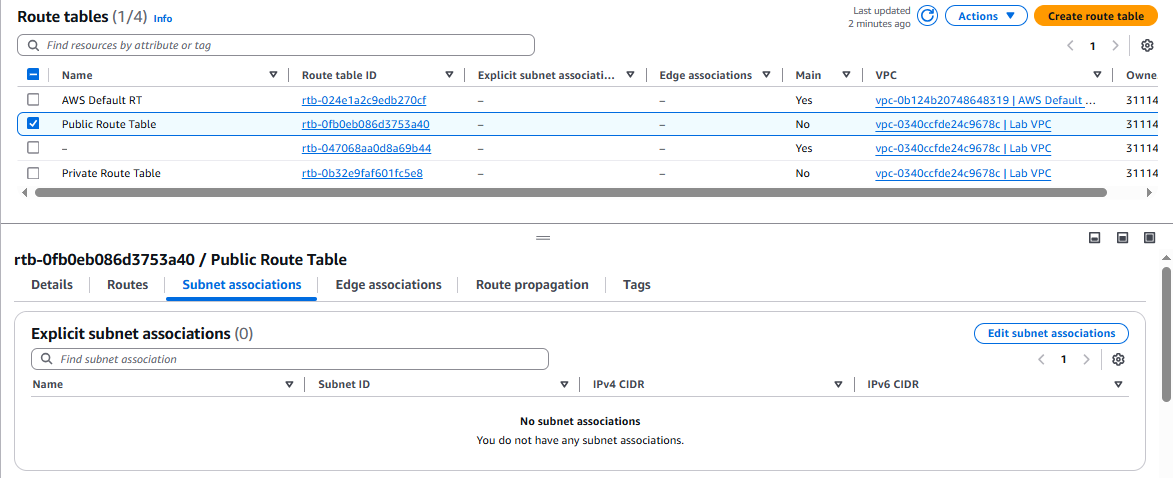 Route tables (1/4) Info
Last updated
2 minutes ago
Actions
Create route table
Find resources by attribute or tag
1
Name Route table ID Explicit subnet associati... Edge associations Main VPC Owne
AWS Default RT rtb-024e1a2c9edb270cf – – Yes vpc-0b124b20748648319 | AWS Default ... 31114
Public Route Table rtb-0fb0eb086d3753a40 – – No vpc-0340ccfde24c9678c | Lab VPC 31114
– rtb-047068aa0d8a69b44 – – Yes vpc-0340ccfde24c9678c | Lab VPC 31114
Private Route Table rtb-0b32e9faf601fc5e8 – – No vpc-0340ccfde24c9678c | Lab VPC 31114
rtb-0fb0eb086d3753a40 / Public Route Table
Details Routes Subnet associations Edge associations Route propagation Tags
Explicit subnet associations (0)
Edit subnet associations
Find subnet association
1
Name Subnet ID IPv4 CIDR IPv6 CIDR
No subnet associations
You do not have any subnet associations.